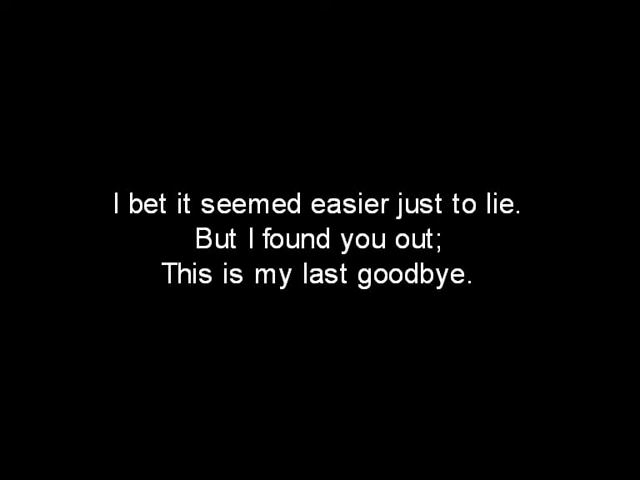 I bet it seemed easier just to lie.
But I found you out;
This is my last goodbye.